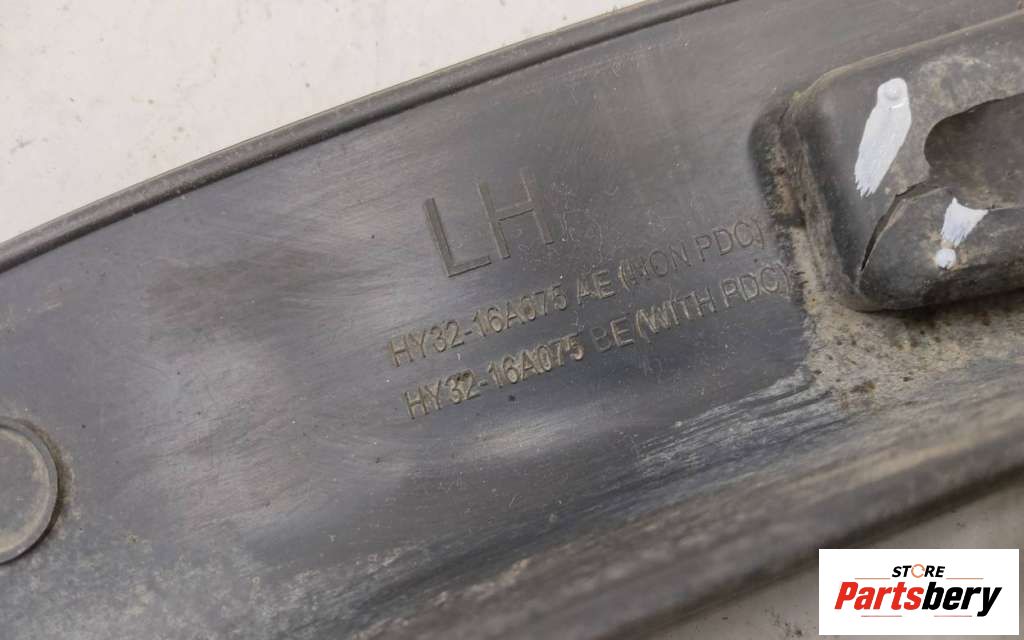 LH
HY32-16A075 AE (NON PDC)
HY32-16A075 BE (WITH PDC)
STORE
Partsbery